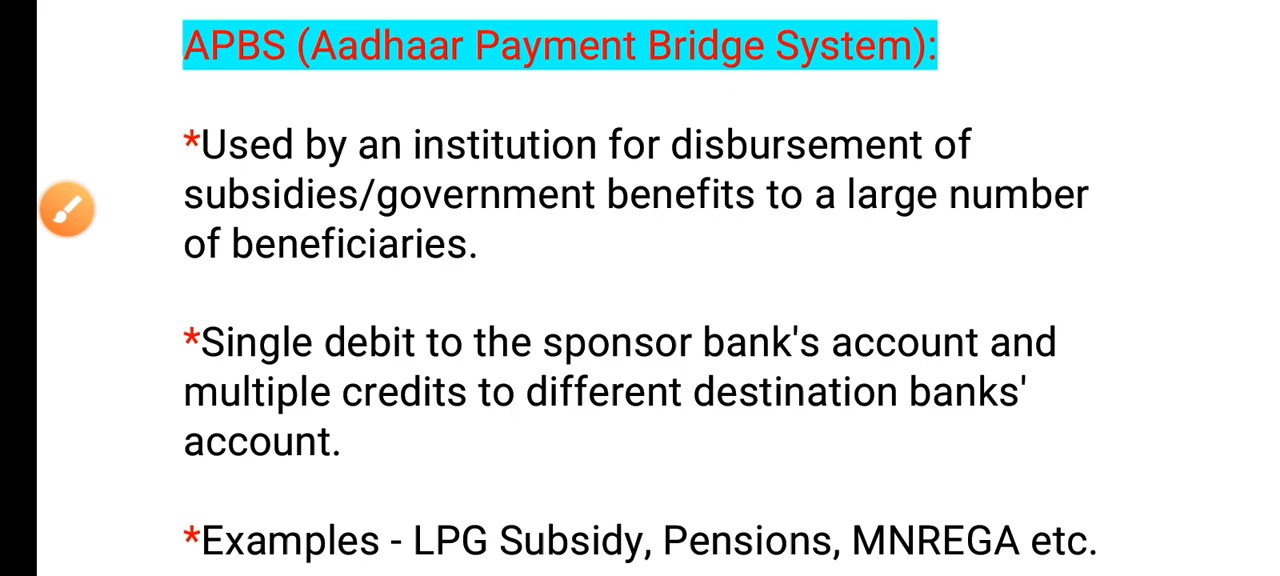 APBS (Aadhaar Payment Bridge System):
*Used by an institution for disbursement of
subsidies/government benefits to a large number
of beneficiaries.
*Single debit to the sponsor bank's account and
multiple credits to different destination banks'
account.
*Examples - LPG Subsidy, Pensions, MNREGA etc.